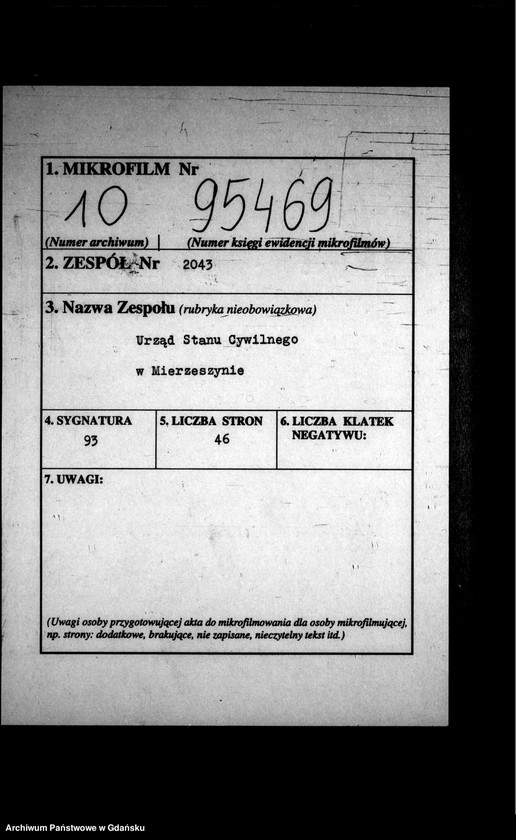 1. MIKROFILM Nr
10 95469
(Numer archiwum) (Numer księgi ewidencji mikrofilmów)
2. ZESPÓŁ Nr 2043
3. Nazwa Zespołu (rubryka nieobowiązkowa)
Urząd Stanu Cywilnego
w Mierzeszynie
4. SYGNATURA 5. LICZBA STRON 6. LICZBA KLATEK
NEGATYWU:
93 46
7. UWAGI:
(Uwagi osoby przygotowującej akta do mikrofilmowania dla osoby mikrofilmującej,
np. strony: dodatkowe, brakujące, nie zapisane, nieczytelny tekst itd.)
Archiwum Państwowe w Gdańsku